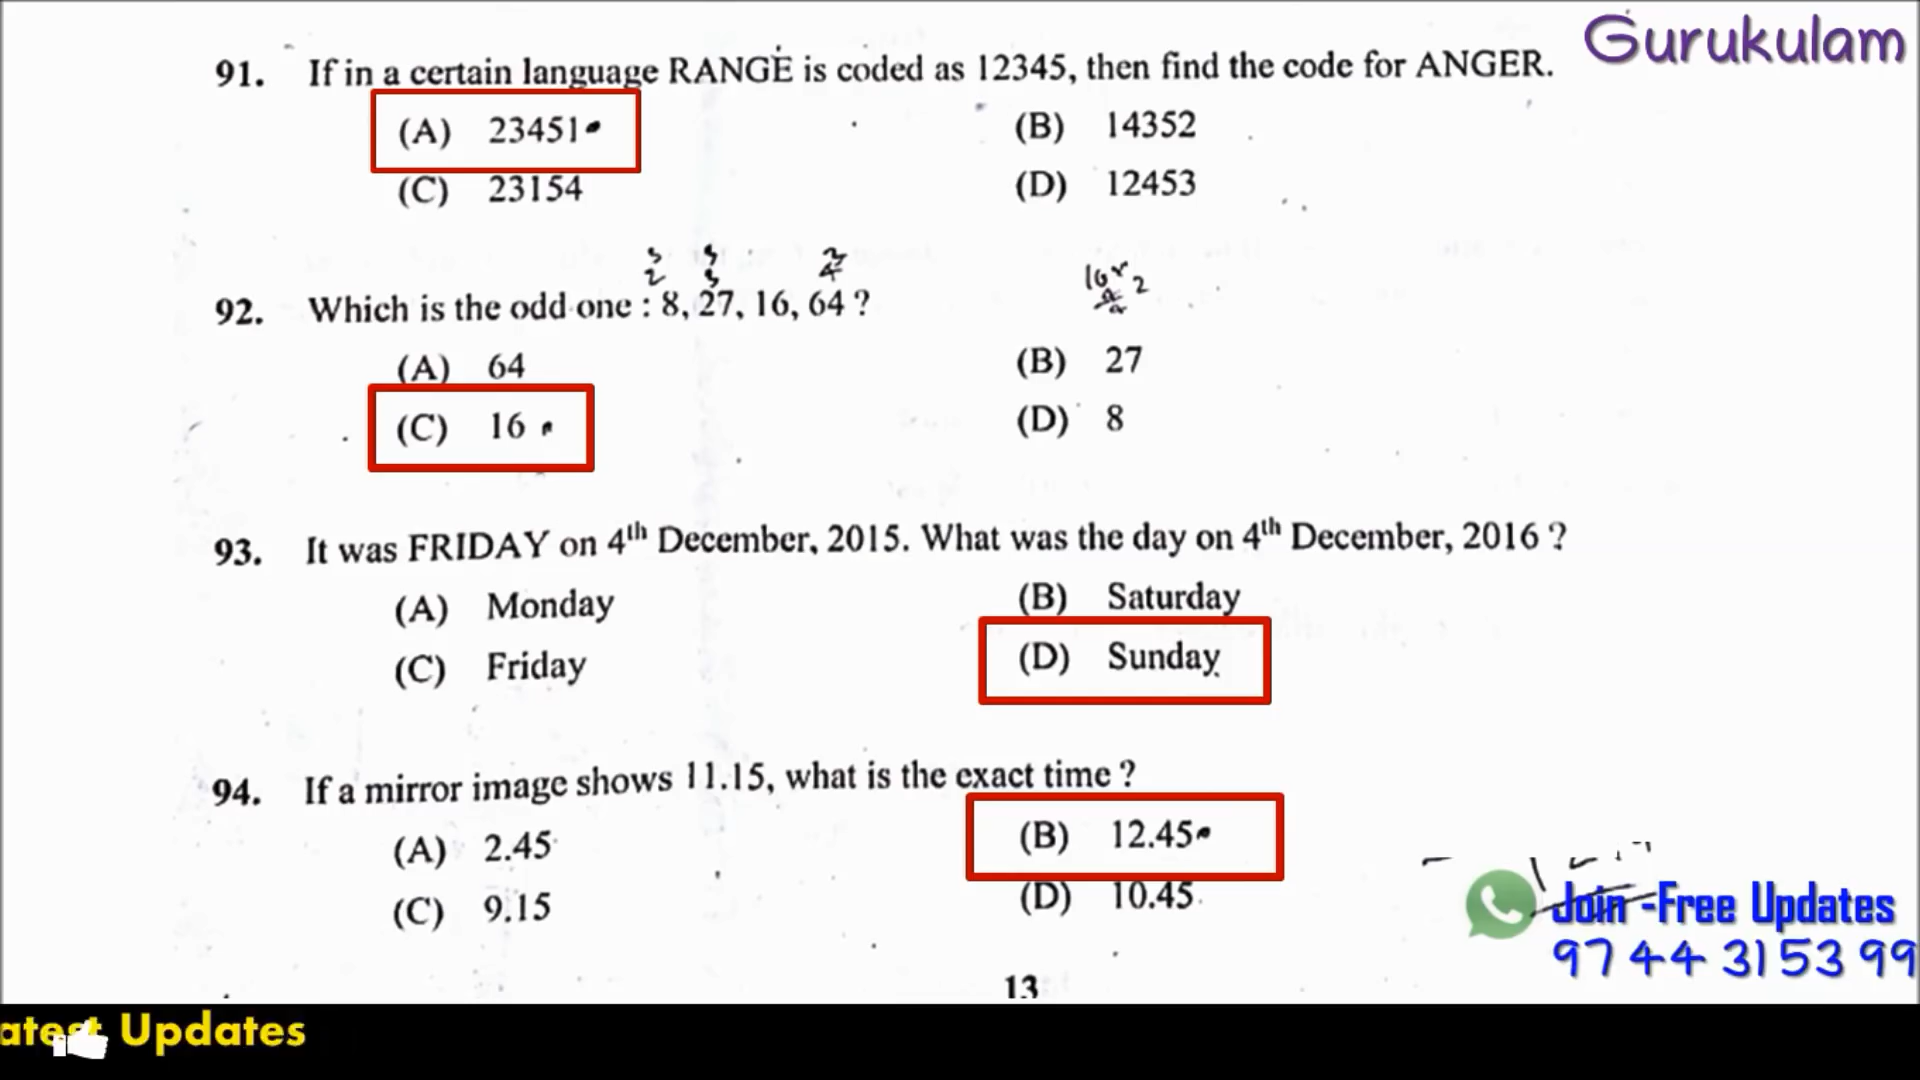 Gurukulam
91. If in a certain language RANGE is coded as 12345, then find the code for ANGER.
(A) 23451 (B) 14352
(C) 23154 (D) 12453
92. Which is the odd one : 8, 27, 16, 64 ?
(A) 64 (B) 27
(C) 16 (D) 8
93. It was FRIDAY on 4th December, 2015. What was the day on 4th December, 2016 ?
(A) Monday (B) Saturday
(C) Friday (D) Sunday
94. If a mirror image shows 11.15, what is the exact time ?
(A) 2.45 (B) 12.45
(C) 9.15 (D) 10.45
Join -Free Updates
9744 3153 99
13
atest Updates